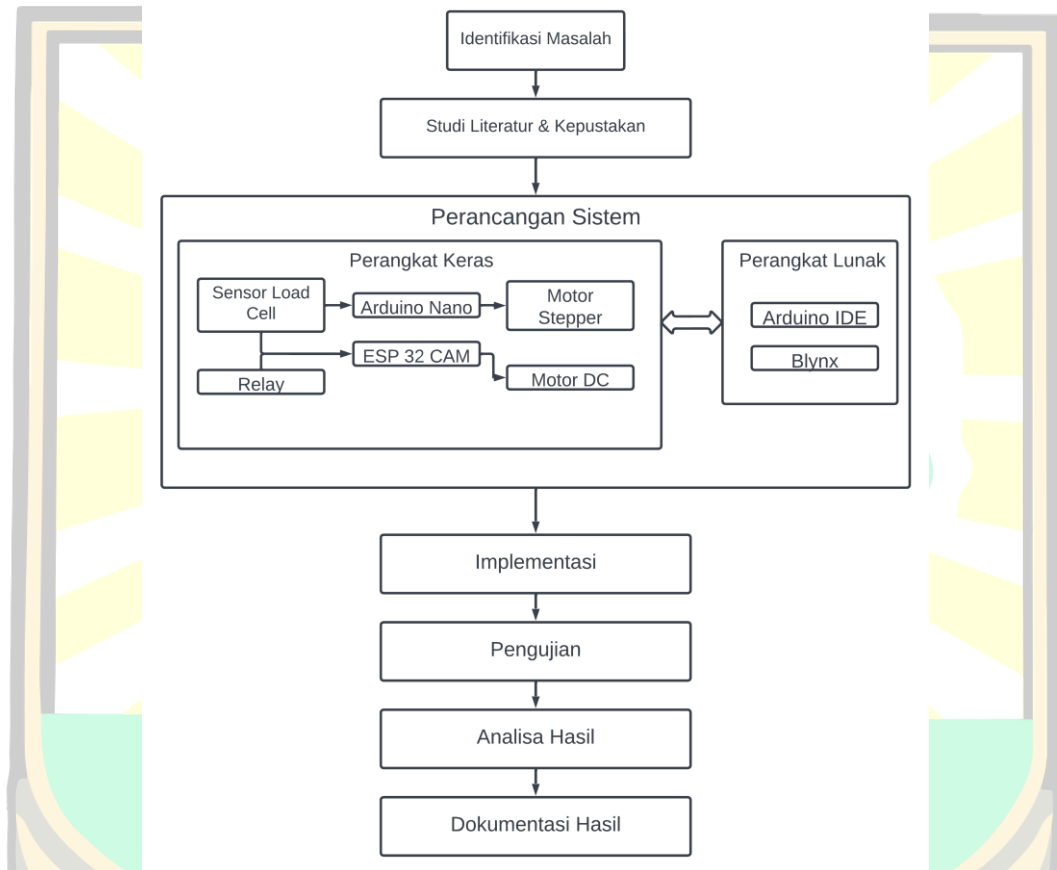 Identifikasi Masalah
Studi Literatur & Kepustakan
Perancangan Sistem
Perangkat Keras
Sensor Load
Cell
Arduino Nano
Motor
Stepper
ESP 32 CAM
Relay
Motor DC
Perangkat Lunak
Arduino IDE
Blynx
Implementasi
Pengujian
Analisa Hasil
Dokumentasi Hasil